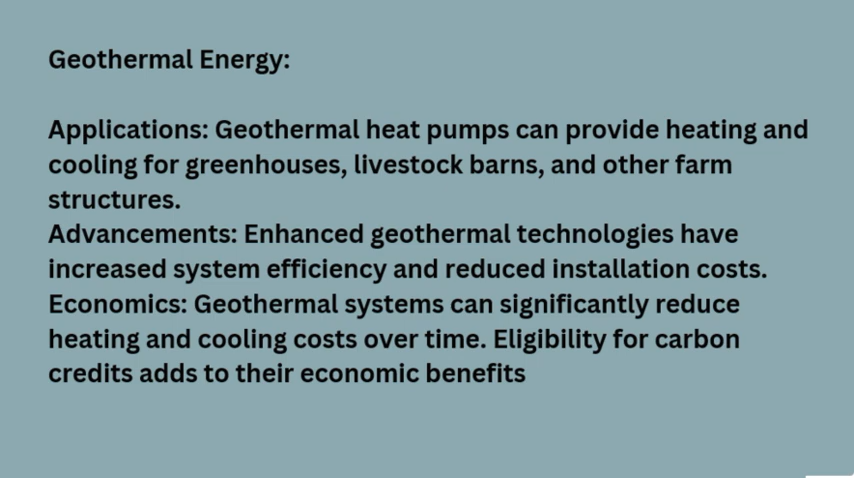 Geothermal Energy:
Applications: Geothermal heat pumps can provide heating and
cooling for greenhouses, livestock barns, and other farm
structures.
Advancements: Enhanced geothermal technologies have
increased system efficiency and reduced installation costs.
Economics: Geothermal systems can significantly reduce
heating and cooling costs over time. Eligibility for carbon
credits adds to their economic benefits